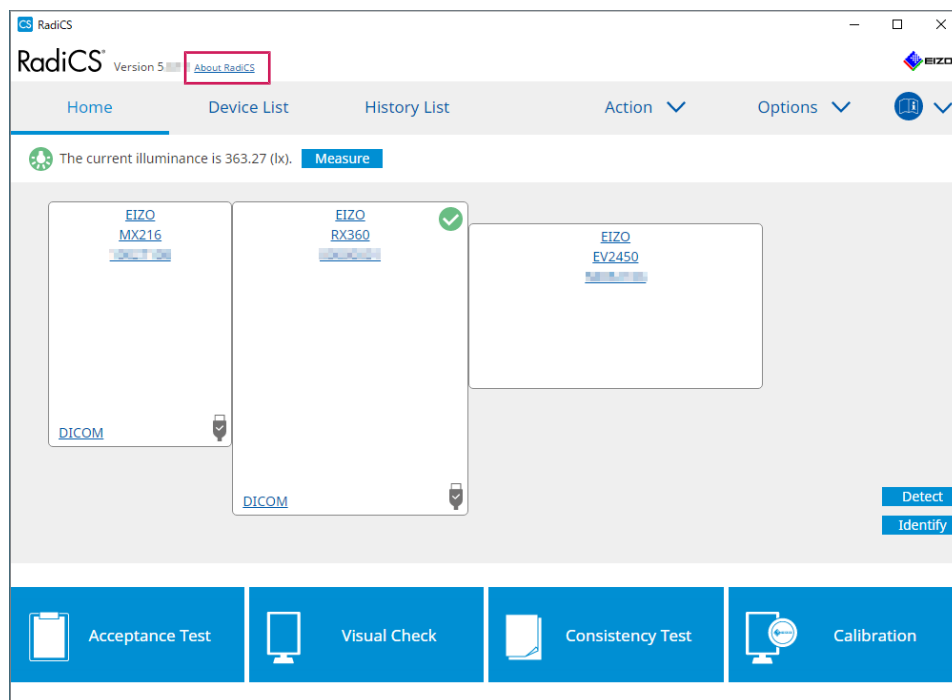 CS RadiCS
RadiCS Version 5. About RadiCS
EIZO
Home Device List History List Action Options
The current illuminance is 363.27 (lx). Measure
EIZO
MX216
DICOM
EIZO
RX360
DICOM
EIZO
EV2450
Detect
Identify
Acceptance Test Visual Check Consistency Test Calibration